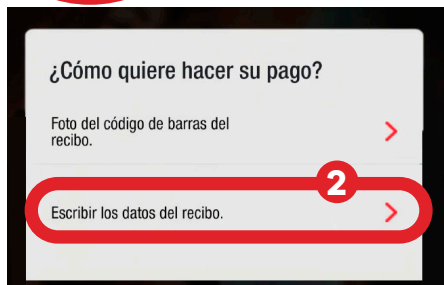 ¿Cómo quiere hacer su pago?
Foto del código de barras del
recibo.
2
Escribir los datos del recibo.